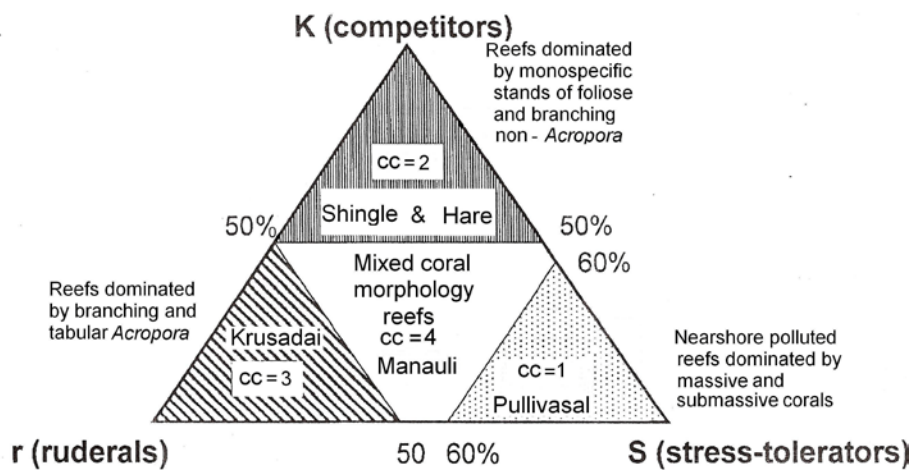 K (competitors)
Reefs dominated
by monospecific
stands of foliose
and branching
non - Acropora
cc = 2
Shingle & Hare
50%
50%
60%
Mixed coral
morphology
reefs
cc = 4
Manauli
Reefs dominated
by branching and
tabular Acropora
Krusadai
cc = 3
cc = 1
Pullivasal
Nearshore polluted
reefs dominated by
massive and
submassive corals
r (ruderals)
50 60%
S (stress-tolerators)